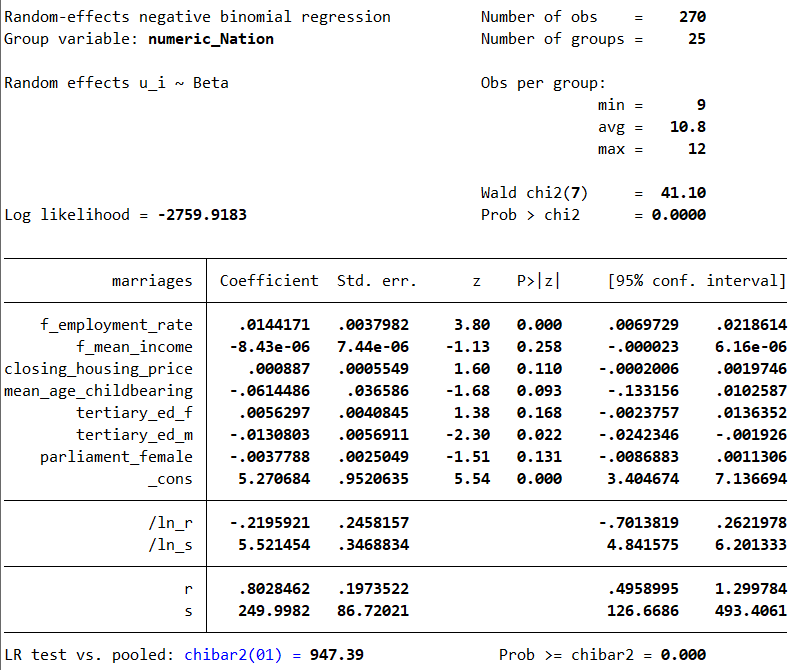 Random-effects negative binomial regression Number of obs = 270
Group variable: numeric_Nation Number of groups = 25
Random effects u_i ~ Beta Obs per group:
min = 9
avg = 10.8
max = 12
Wald chi2(7) = 41.10
Log likelihood = -2759.9183 Prob > chi2 = 0.0000
marriages Coefficient Std. err. z P>|z| [95% conf. interval]
f_employment_rate .0144171 .0037982 3.80 0.000 .0069729 .0218614
f_mean_income -8.43e-06 7.44e-06 -1.13 0.258 -.000023 6.16e-06
closing_housing_price .000887 .0005549 1.60 0.110 -.0002006 .0019746
mean_age_childbearing -.0614486 .036586 -1.68 0.093 -.133156 .0102587
tertiary_ed_f .0056297 .0040845 1.38 0.168 -.0023757 .0136352
tertiary_ed_m -.0130803 .0056911 -2.30 0.022 -.0242346 -.001926
parliament_female -.0037788 .0025049 -1.51 0.131 -.0086883 .0011306
_cons 5.270684 .9520635 5.54 0.000 3.404674 7.136694
/ln_r -.2195921 .2458157 -.7013819 .2621978
/ln_s 5.521454 .3468834 4.841575 6.201333
r .8028462 .1973522 .4958995 1.299784
s 249.9982 86.72021 126.6686 493.4061
LR test vs. pooled: chibar2(01) = 947.39 Prob >= chibar2 = 0.000